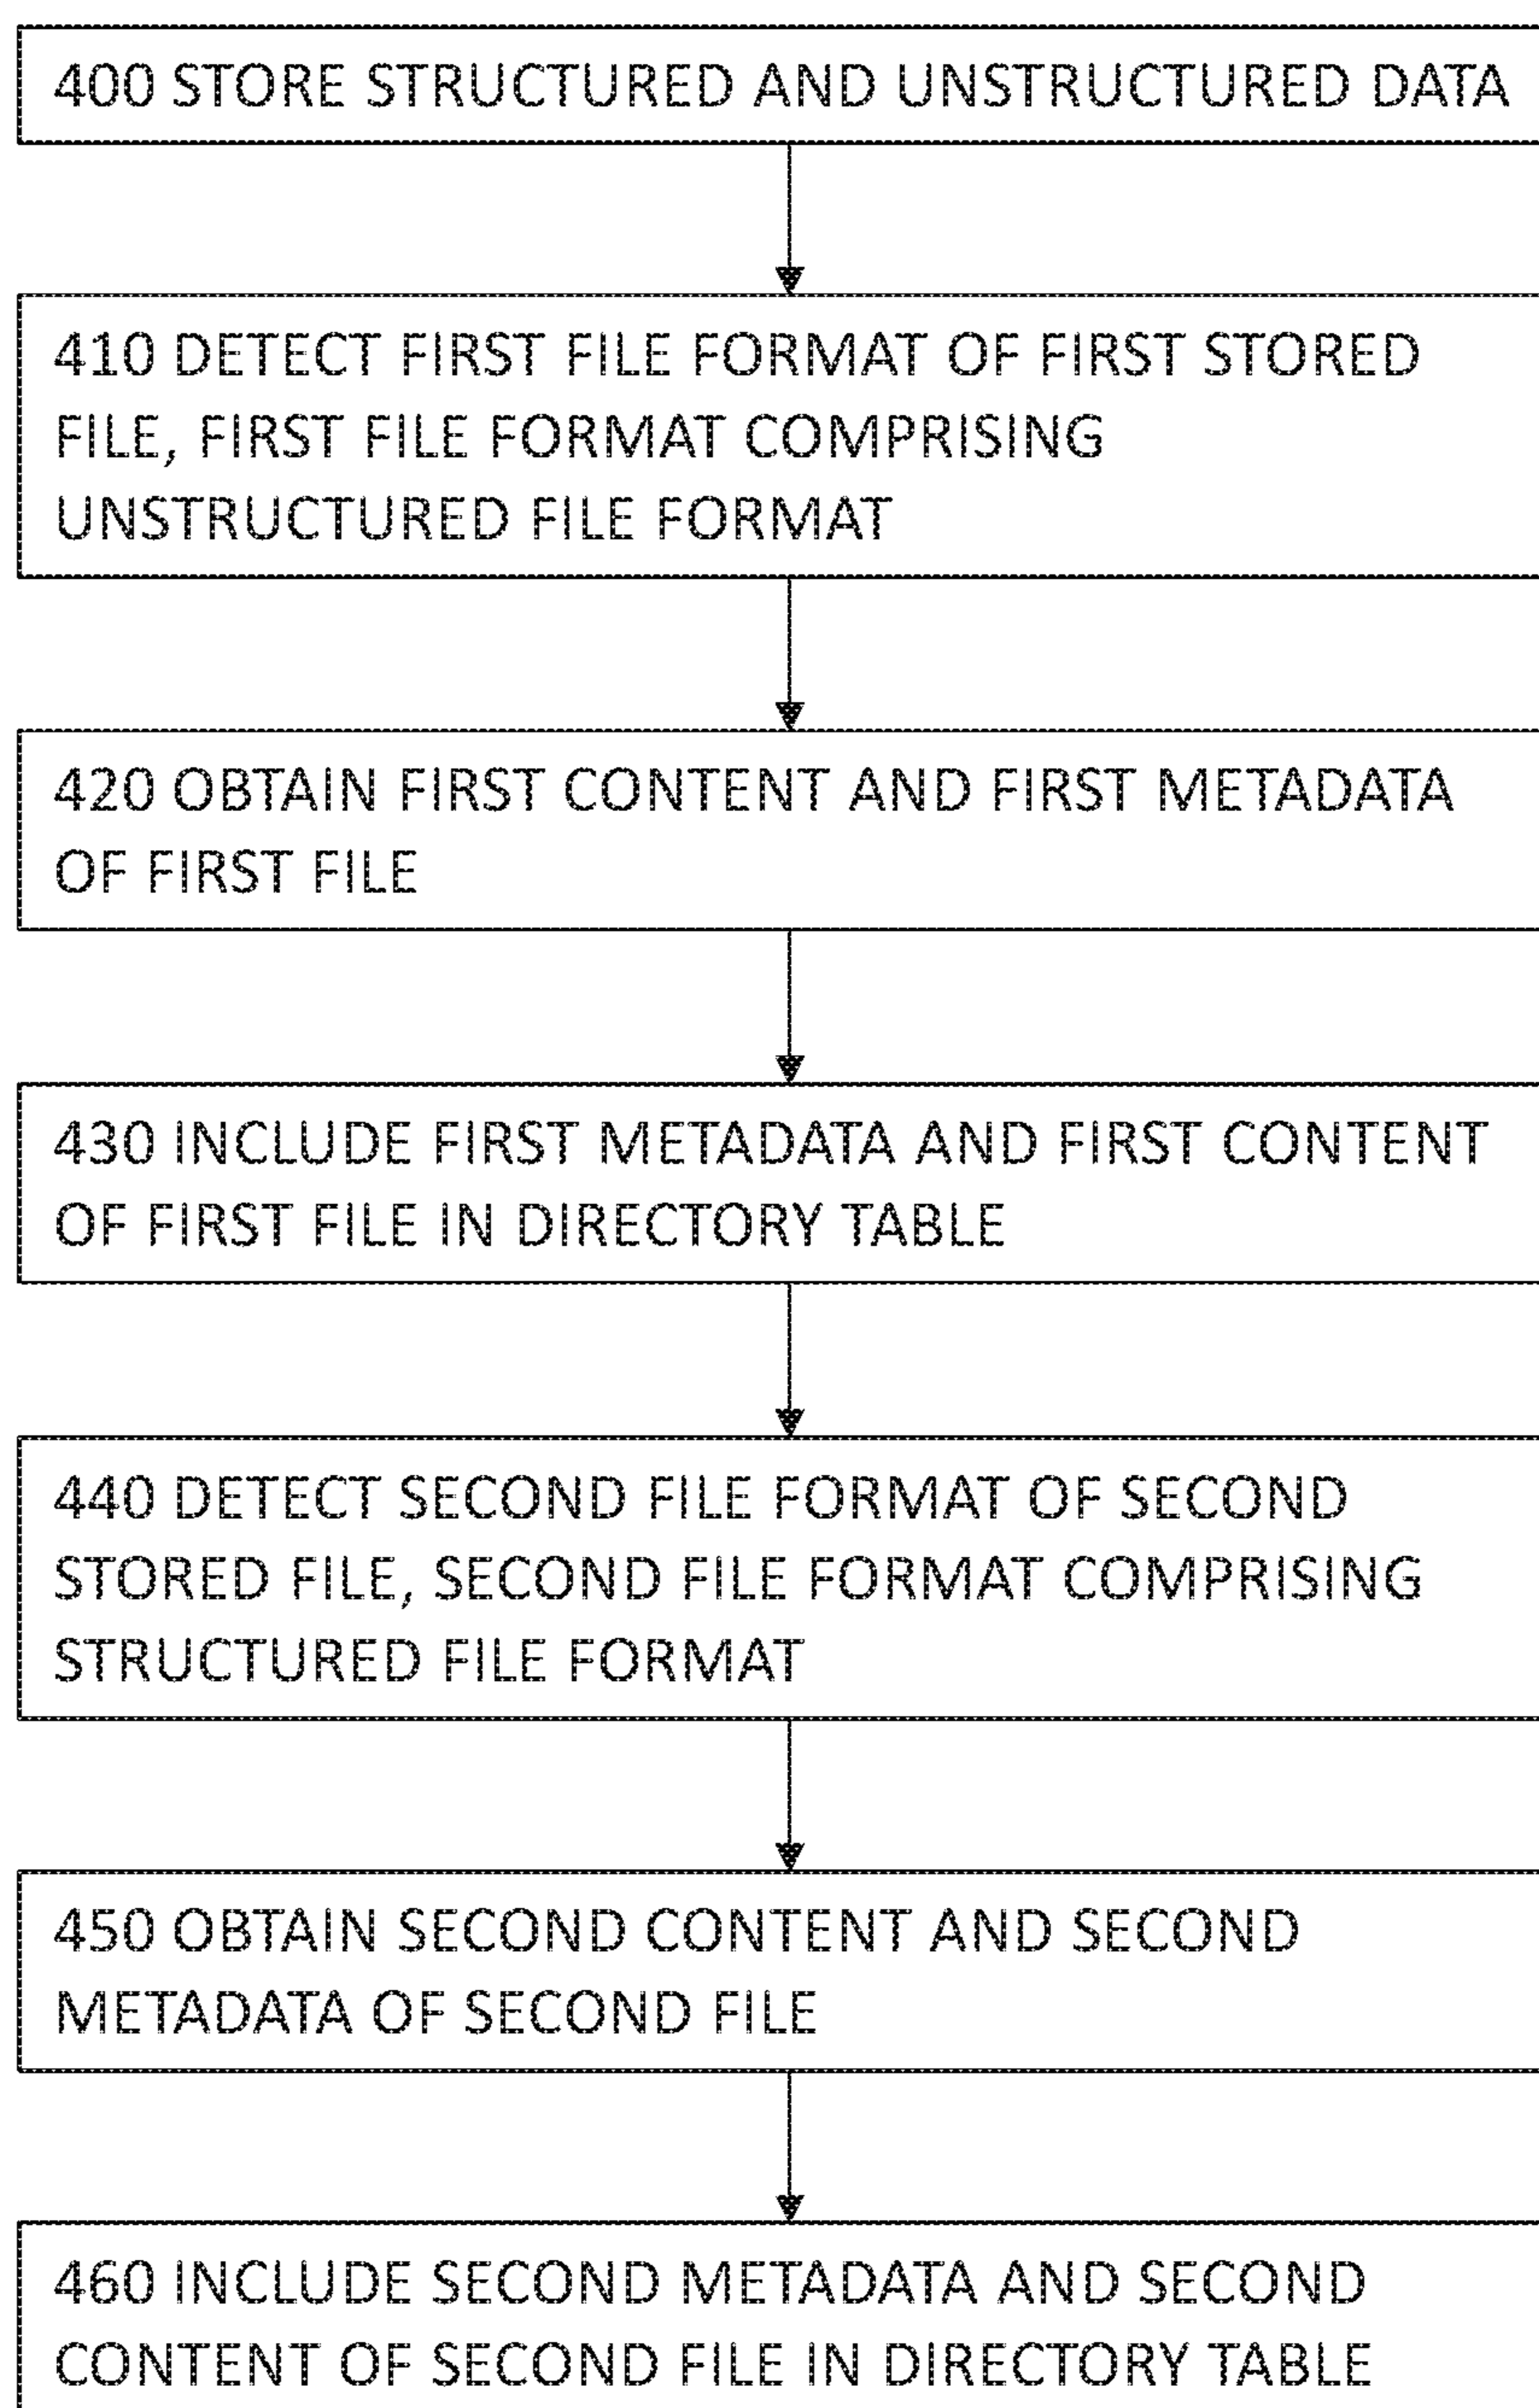 400 STORE STRUCTURED AND UNSTRUCTURED DATA
410 DETECT FIRST FILE FORMAT OF FIRST STORED
FILE, FIRST FILE FORMAT COMPRISING
UNSTRUCTURED FILE FORMAT
420 OBTAIN FIRST CONTENT AND FIRST METADATA
OF FIRST FILE
430 INCLUDE FIRST METADATA AND FIRST CONTENT
OF FIRST FILE IN DIRECTORY TABLE
440 DETECT SECOND FILE FORMAT OF SECOND
STORED FILE, SECOND FILE FORMAT COMPRISING
STRUCTURED FILE FORMAT
450 OBTAIN SECOND CONTENT AND SECOND
METADATA OF SECOND FILE
460 INCLUDE SECOND METADATA AND SECOND
CONTENT OF SECOND FILE IN DIRECTORY TABLE